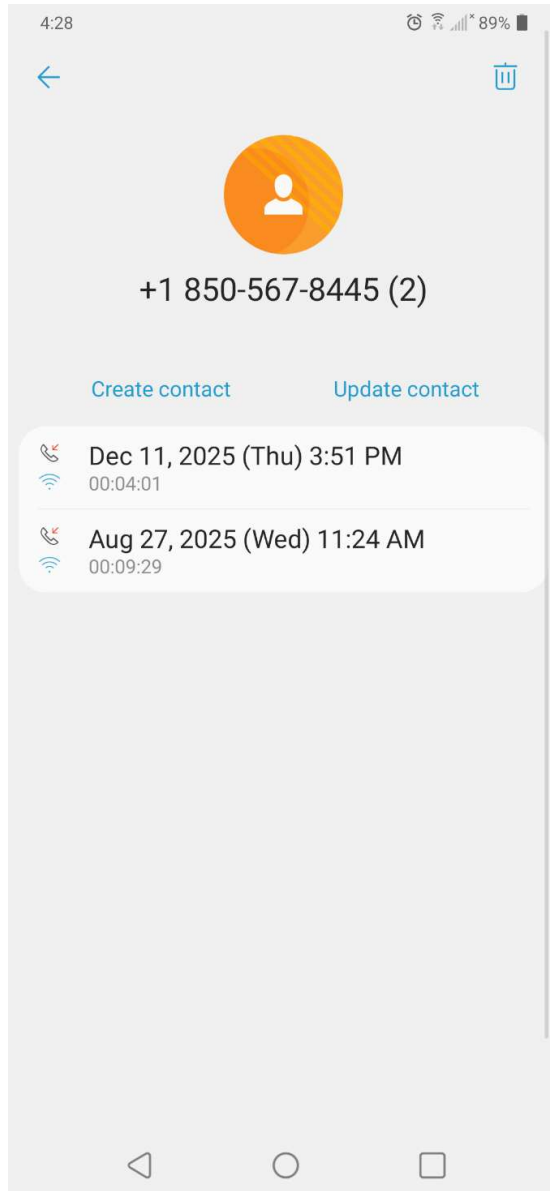 4:28 89%
+1 850-567-8445 (2)
Create contact Update contact
Dec 11, 2025 (Thu) 3:51 PM
00:04:01
Aug 27, 2025 (Wed) 11:24 AM
00:09:29